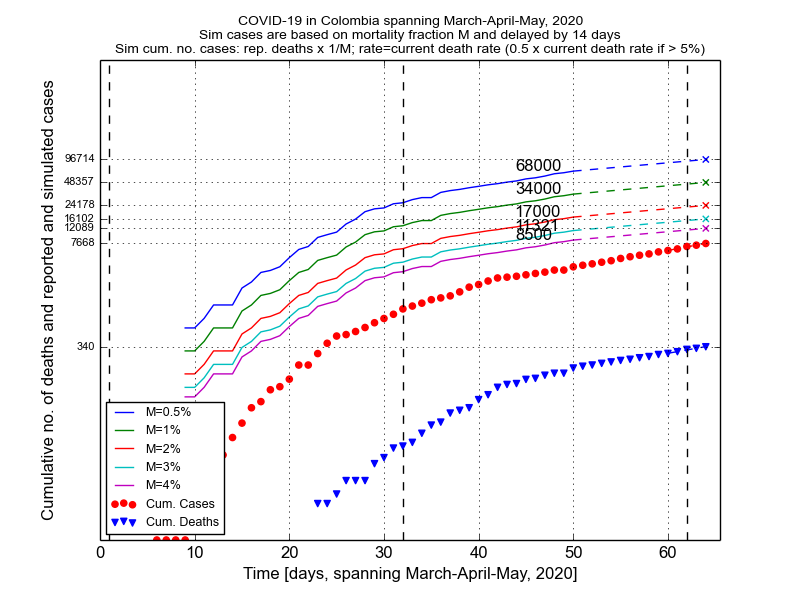 COVID-19 in Colombia spanning March-April-May, 2020
Sim cases are based on mortality fraction M and delayed by 14 days
Sim cum. no. cases: rep. deaths x 1/M; rate=current death rate (0.5 x current death rate if > 5%)
Cumulative no. of deaths and reported and simulated cases
96714
48357
24178
16102
12089
7668
340
68000
34000
17000
11321
8500
M=0.5%
M=1%
M=2%
M=3%
M=4%
Cum. Cases
Cum. Deaths
0 10 20 30 40 50 60
Time [days, spanning March-April-May, 2020]